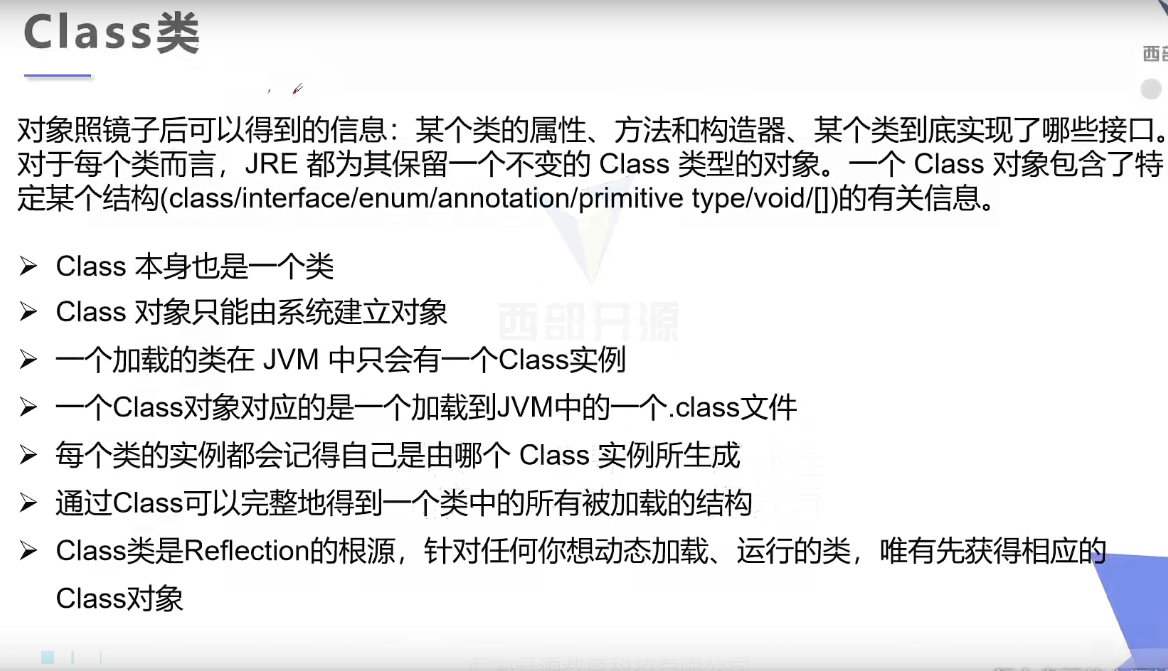 Class类
西部
对象照镜子后可以得到的信息：某个类的属性、方法和构造器、某个类到底实现了哪些接口。
对于每个类而言，JRE 都为其保留一个不变的 Class 类型的对象。一个 Class 对象包含了特
定某个结构(class/interface/enum/annotation/primitive type/void/[])的有关信息。
➢ Class 本身也是一个类
➢ Class 对象只能由系统建立对象
西部开源
➢ 一个加载的类在 JVM 中只会有一个Class实例
➢ 一个Class对象对应的是一个加载到JVM中的一个.class文件
➢ 每个类的实例都会记得自己是由哪个 Class 实例所生成
➢ 通过Class可以完整地得到一个类中的所有被加载的结构
➢ Class类是Reflection的根源，针对任何你想动态加载、运行的类，唯有先获得相应的
Class对象